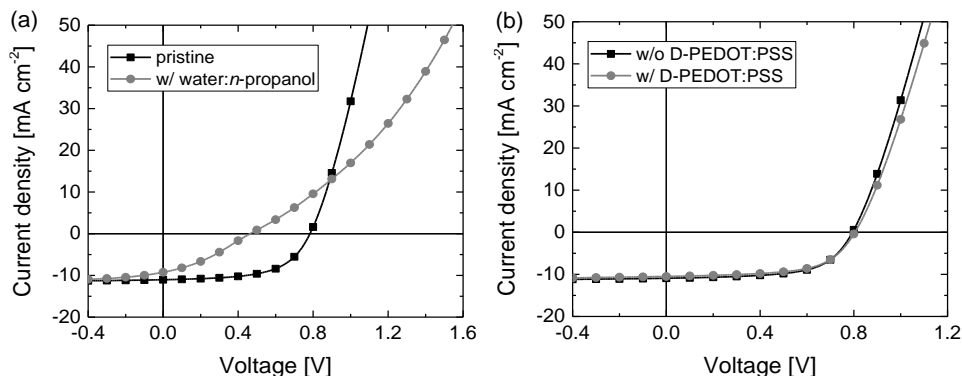 (a)
50
40
30
20
10
0
-10
-20
-0.4 0.0 0.4 0.8 1.2 1.6
Voltage [V]
Current density [mA cm-2]
pristine
w/ water:n-propanol
(b)
50
40
30
20
10
0
-10
-20
-0.4 0.0 0.4 0.8 1.2
Voltage [V]
Current density [mA cm-2]
w/o D-PEDOT:PSS
w/ D-PEDOT:PSS